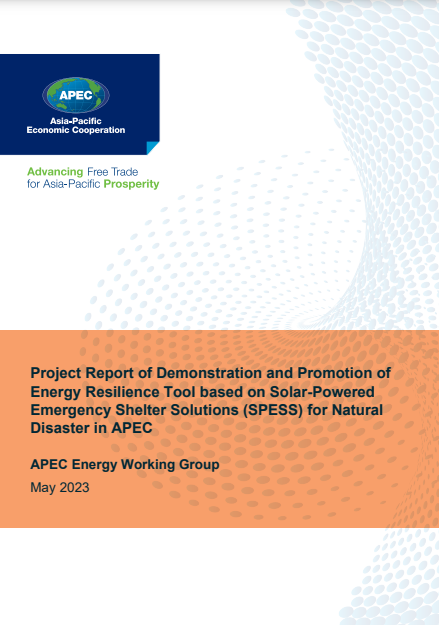 APEC
Asia-Pacific
Economic Cooperation
Advancing Free Trade
for Asia-Pacific Prosperity
Project Report of Demonstration and Promotion of
Energy Resilience Tool based on Solar-Powered
Emergency Shelter Solutions (SPESS) for Natural
Disaster in APEC
APEC Energy Working Group
May 2023